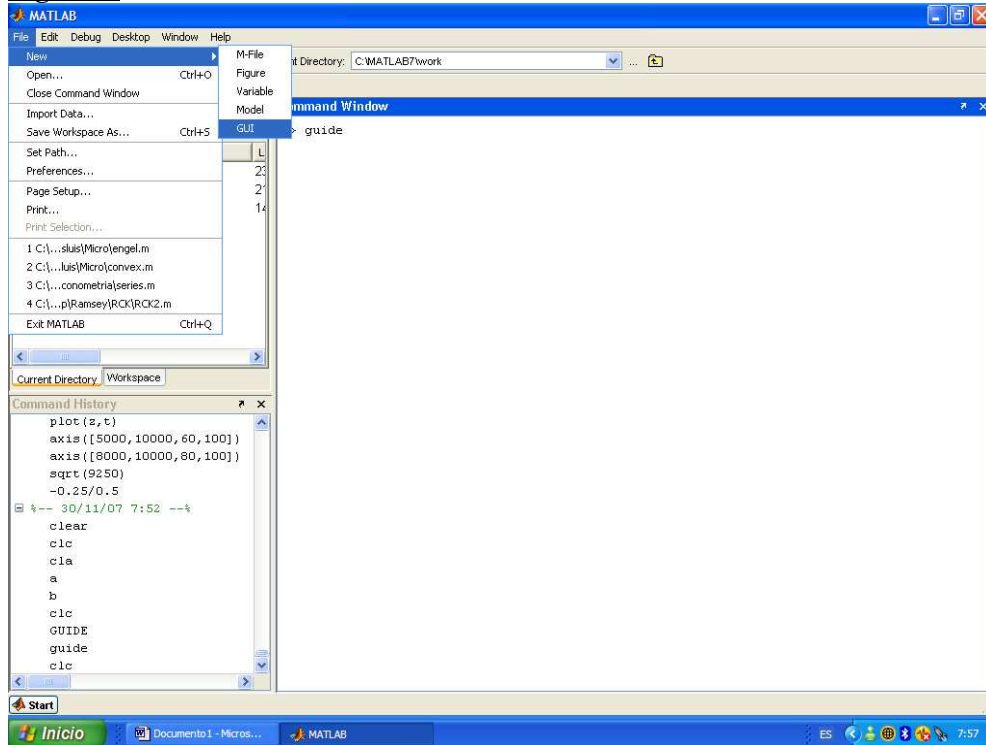 MATLAB
File Edit Debug Desktop Window Help
New
Open... Ctrl+O
Close Command Window
Import Data...
Save Workspace As... Ctrl+S
Set Path...
Preferences...
Page Setup...
Print...
Print Selection...
1 C:\...sluis\Micro\engel.m
2 C:\...luis\Micro\convex.m
3 C:\...conometria\series.m
4 C:\...p\Ramsey\RCK\RCK2.m
Exit MATLAB Ctrl+Q
M-File
Figure
Variable
Model
GUI
Directory: C:\MATLAB7\work ...
Window
guide
L
14
Current Directory Workspace
Command History
plot(z,t)
axis([5000,10000,60,100])
axis([8000,10000,80,100])
sqrt(9250)
-0.25/0.5
%-- 30/11/07 7:52 --%
clear
clc
cla
a
b
clc
GUIDE
guide
clc
Start
Inicio Documento1 - Micros... MATLAB ES 7:57